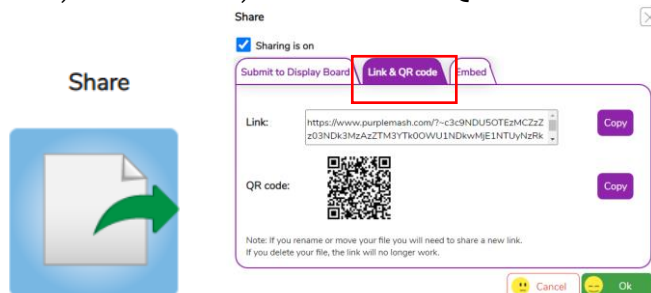 Share
Share
Sharing is on
Submit to Display Board
Link & QR code
Embed
Link:
https://www.purplemash.com/?~c3c9NDU5OTEzMCZzZ
z03NDk3MzAzZTM3YTk0OWU1NDkwMjE1NTUyNzRk
Copy
QR code:
Copy
Note: If you rename or move your file you will need to share a new link.
If you delete your file, the link will no longer work.
Cancel
Ok